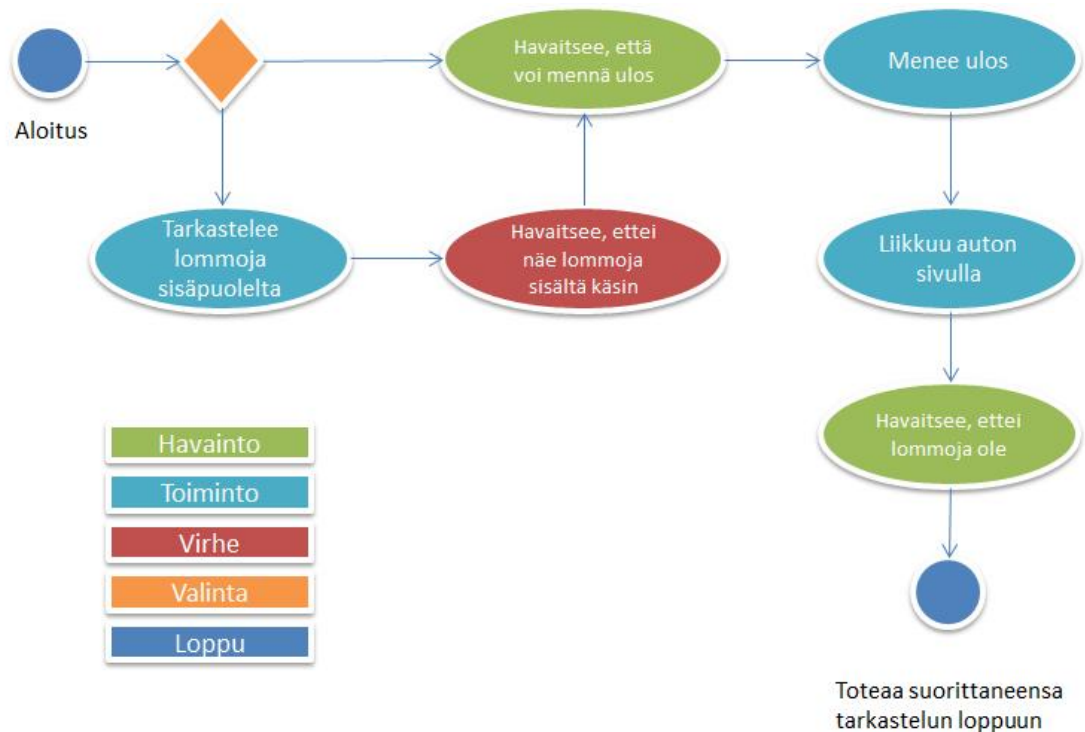 Aloitus
Havaitsee, että
voi mennä ulos
Menee ulos
Tarkastelee
lommoja
sisäpuolelta
Havaitsee, ettei
näe lommoja
sisältä käsin
Liikkuu auton
sivulla
Havaitsee, ettei
lommoja ole
Havainto
Toiminto
Virhe
Valinta
Loppu
Toteaa suorittaneensa
tarkastelun loppuun